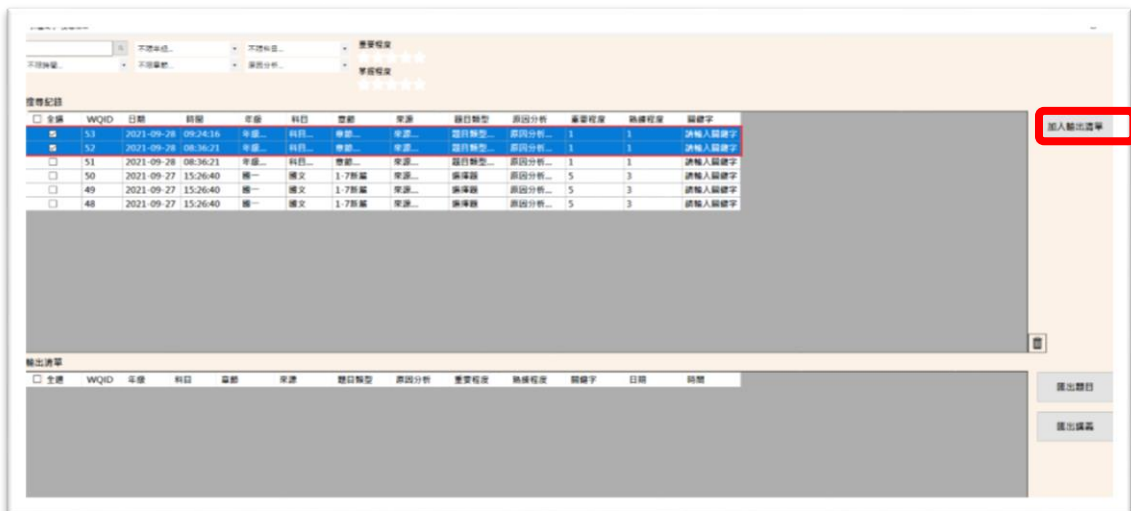 不限年級... 不限科目... 重要程度
不限時間... 不限章節... 原因分析... 掌握程度
搜尋紀錄
全選 WQID 日期 時間 年級 科目 章節 來源 題目類型 原因分析 重要程度 熟練程度 關鍵字
53 2021-09-28 09:24:16 年級... 科目... 章節... 來源... 題目類型... 原因分析... 1 1 請輸入關鍵字
52 2021-09-28 08:36:21 年級... 科目... 章節... 來源... 題目類型... 原因分析... 1 1 請輸入關鍵字
51 2021-09-28 08:36:21 年級... 科目... 章節... 來源... 題目類型... 原因分析... 1 1 請輸入關鍵字
50 2021-09-27 15:26:40 國一 國文 來源... 選擇題 原因分析... 5 3 請輸入關鍵字
49 2021-09-27 15:26:40 國一 國文 來源... 選擇題 原因分析... 5 3 請輸入關鍵字
48 2021-09-27 15:26:40 國一 國文 來源... 選擇題 原因分析... 5 3 請輸入關鍵字
加入輸出清單
輸出清單
全選 WQID 年級 科目 章節 來源 題目類型 原因分析 重要程度 熟練程度 關鍵字 日期 時間
匯出題目
匯出講義